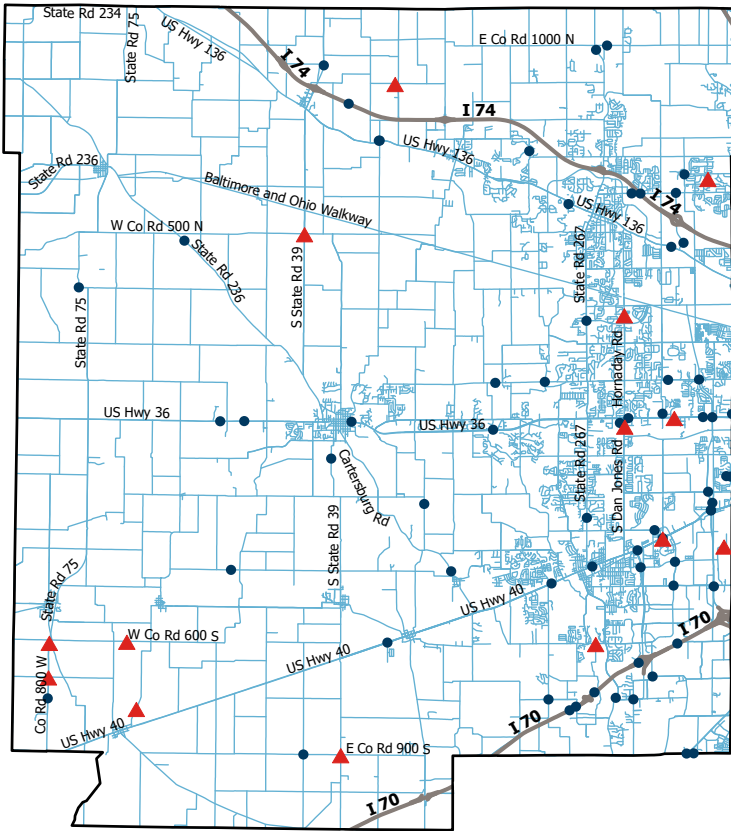 State Rd 234
State Rd 75
US Hwy 136
E Co Rd 1000 N
I 74
I 74
US Hwy 136
State Rd 236
Baltimore and Ohio Walkway
I 74
US Hwy 136
W Co Rd 500 N
State Rd 236
S State Rd 39
State Rd 267
State Rd 75
Hornaday Rd
US Hwy 36
US Hwy 36
Cartersburg Rd
State Rd 267
S Dan Jones Rd
S State Rd 39
State Rd 75
US Hwy 40
W Co Rd 600 S
I 70
US Hwy 40
Co Rd 800 W
US Hwy 40
I 70
E Co Rd 900 S
I 70